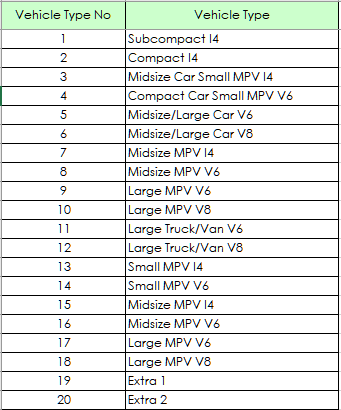 Vehicle Type No Vehicle Type
1 Subcompact I4
2 Compact I4
3 Midsize Car Small MPV I4
4 Compact Car Small MPV V6
5 Midsize/Large Car V6
6 Midsize/Large Car V8
7 Midsize MPV I4
8 Midsize MPV V6
9 Large MPV V6
10 Large MPV V8
11 Large Truck/Van V6
12 Large Truck/Van V8
13 Small MPV I4
14 Small MPV V6
15 Midsize MPV I4
16 Midsize MPV V6
17 Large MPV V6
18 Large MPV V8
19 Extra 1
20 Extra 2